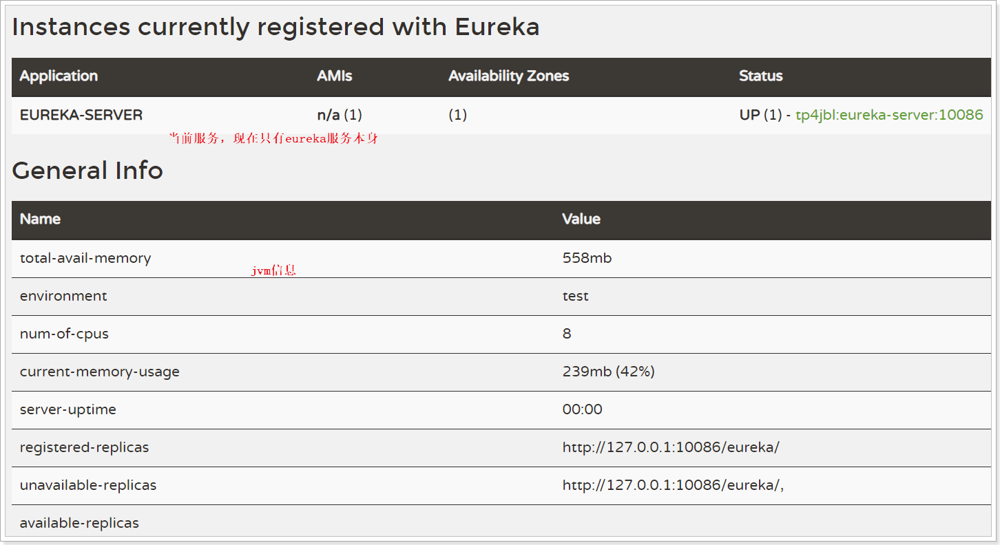 Instances currently registered with Eureka
Application AMIs Availability Zones Status
EUREKA-SERVER n/a (1) (1) UP (1) - tp4jbl:eureka-server:10086
当前服务，现在只有eureka服务本身
General Info
Name Value
total-avail-memory 558mb
jvm信息
environment test
num-of-cpus 8
current-memory-usage 239mb (42%)
server-uptime 00:00
registered-replicas http://127.0.0.1:10086/eureka/
unavailable-replicas http://127.0.0.1:10086/eureka/,
available-replicas